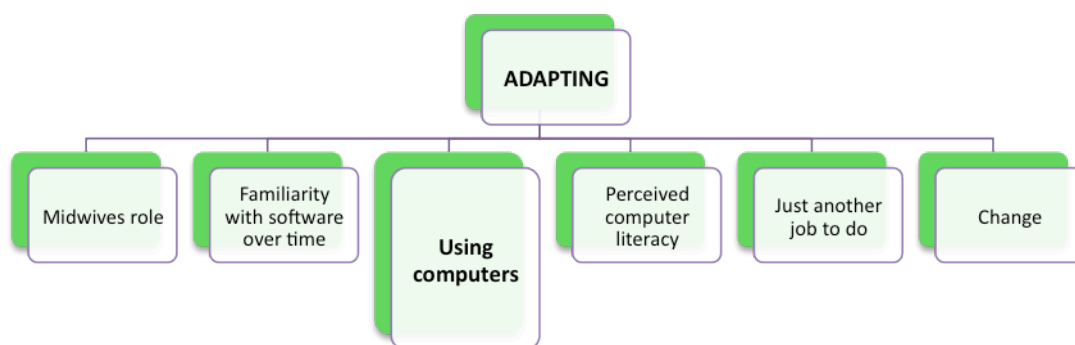 ADAPTING
Midwives role
Familiarity
with software
over time
Using
computers
Perceived
computer
literacy
Just another
job to do
Change